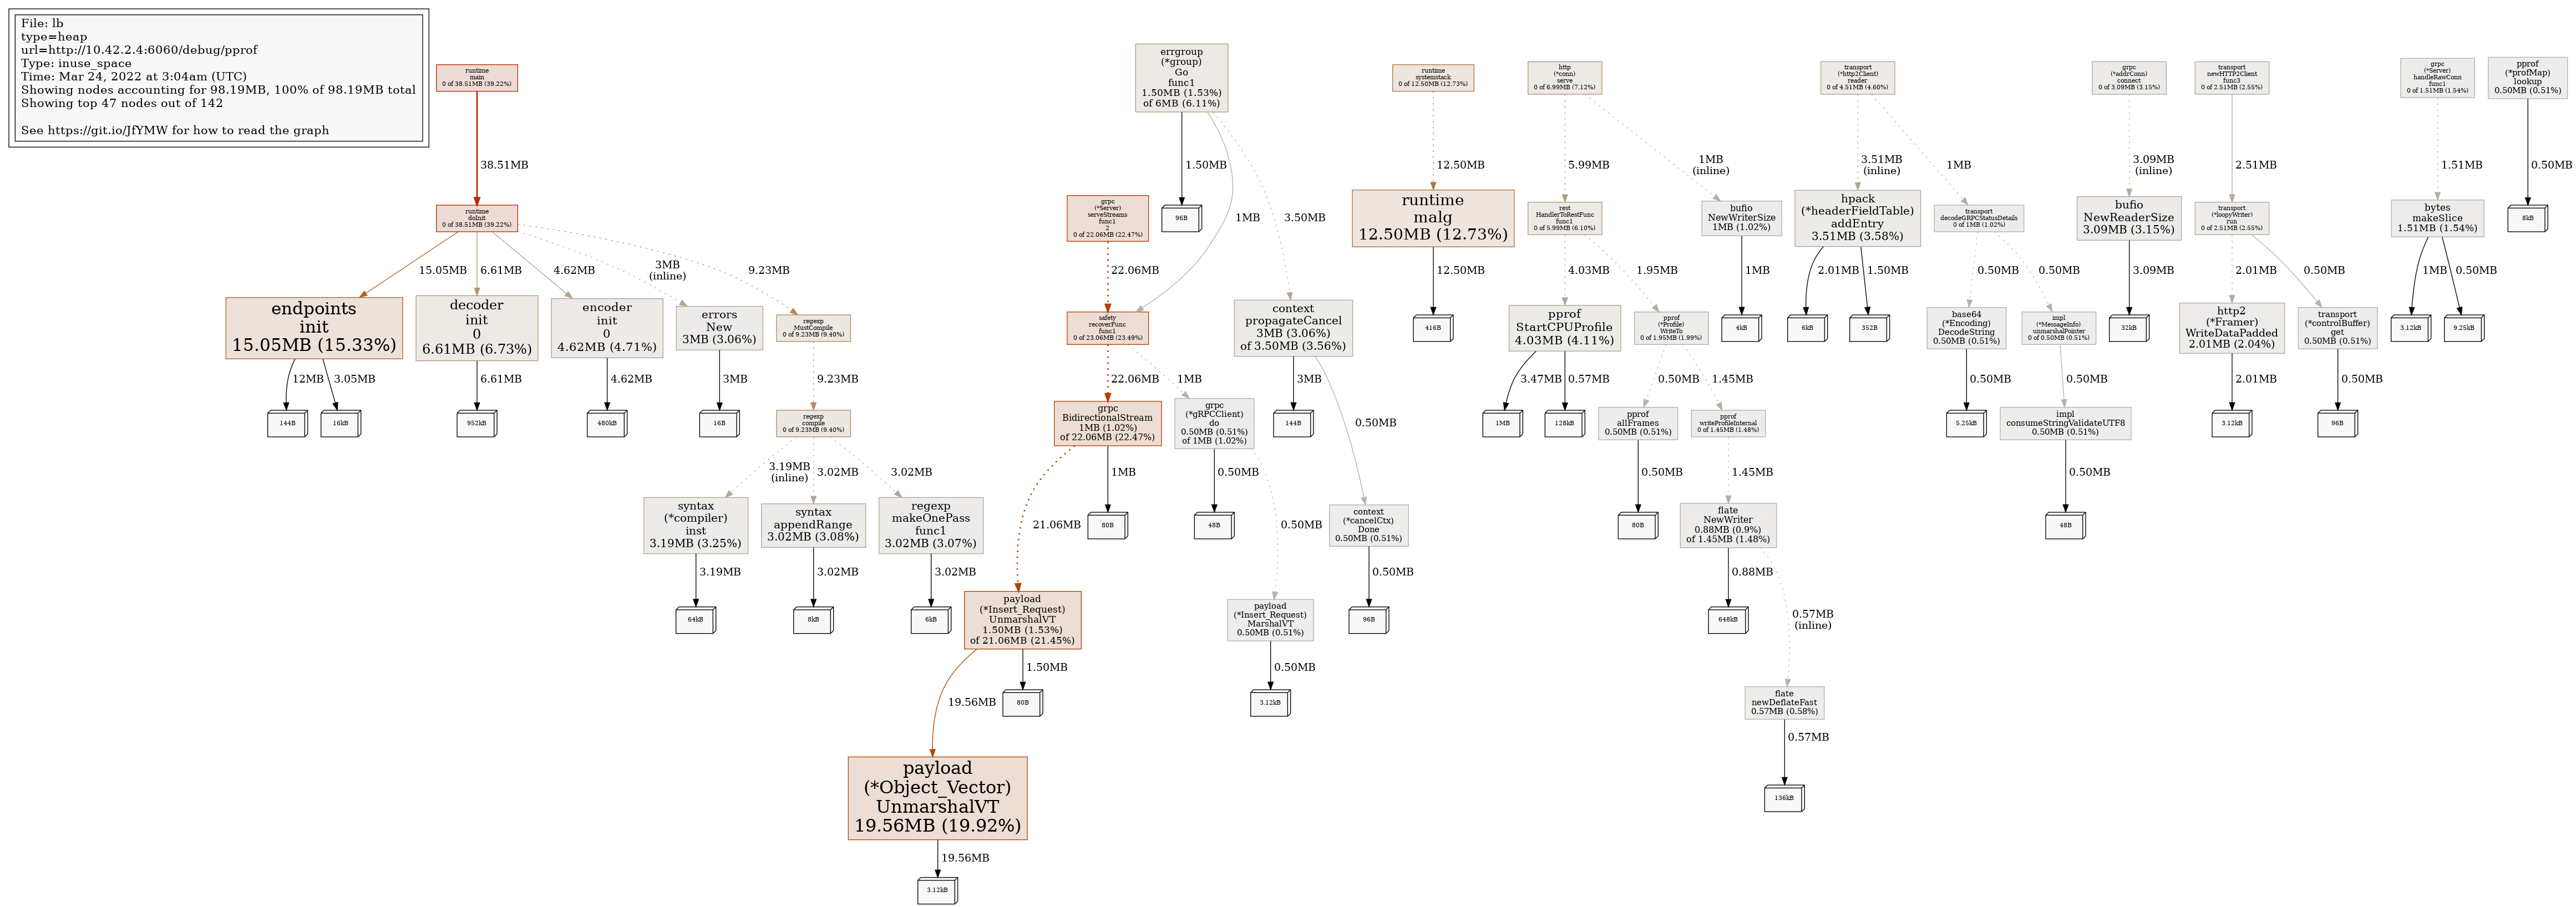 File: lb
type=heap
url=http://10.42.2.4:6060/debug/pprof
Type: inuse_space
Time: Mar 24, 2022 at 3:04am (UTC)
Showing nodes accounting for 98.19MB, 100% of 98.19MB total
Showing top 47 nodes out of 142
See https://git.io/JfYMW for how to read the graph
runtime
main
0 of 38.51MB (39.22%)
38.51MB
runtime
doInit
0 of 38.51MB (39.22%)
15.05MB
6.61MB
4.62MB
3MB
(inline)
9.23MB
endpoints
init
15.05MB (15.33%)
12MB
3.05MB
144B
16kB
decoder
init
0
6.61MB (6.73%)
6.61MB
952kB
encoder
init
0
4.62MB (4.71%)
4.62MB
480kB
errors
New
3MB (3.06%)
3MB
16B
regexp
MustCompile
0 of 9.23MB (9.40%)
9.23MB
regexp
compile
0 of 9.23MB (9.40%)
3.19MB
(inline)
3.02MB
3.02MB
syntax
(*compiler)
inst
3.19MB (3.25%)
3.19MB
64kB
syntax
appendRange
3.02MB (3.08%)
3.02MB
8kB
regexp
makeOnePass
func1
3.02MB (3.07%)
3.02MB
6kB
errgroup
(*group)
Go
func1
1.50MB (1.53%)
of 6MB (6.11%)
1.50MB
96B
1MB
3.50MB
grpc
(*Server)
serveStreams
func1
2
0 of 22.06MB (22.47%)
22.06MB
safety
recoverFunc
func1
0 of 23.06MB (23.49%)
22.06MB
1MB
grpc
BidirectionalStream
1MB (1.02%)
of 22.06MB (22.47%)
21.06MB
1MB
80B
grpc
(*gRPCClient)
do
0.50MB (0.51%)
of 1MB (1.02%)
0.50MB
48B
0.50MB
payload
(*Insert_Request)
UnmarshalVT
1.50MB (1.53%)
of 21.06MB (21.45%)
19.56MB
1.50MB
80B
payload
(*Object_Vector)
UnmarshalVT
19.56MB (19.92%)
19.56MB
3.12kB
payload
(*Insert_Request)
MarshalVT
0.50MB (0.51%)
0.50MB
3.12kB
context
propagateCancel
3MB (3.06%)
of 3.50MB (3.56%)
3MB
144B
0.50MB
context
(*cancelCtx)
Done
0.50MB (0.51%)
0.50MB
96B
runtime
systemstack
0 of 12.50MB (12.73%)
12.50MB
runtime
malg
12.50MB (12.73%)
12.50MB
416B
http
(*conn)
serve
0 of 6.99MB (7.12%)
5.99MB
1MB
(inline)
rest
HandlerToRestFunc
func1
0 of 5.99MB (6.10%)
4.03MB
1.95MB
bufio
NewWriterSize
1MB (1.02%)
1MB
4kB
pprof
StartCPUProfile
4.03MB (4.11%)
3.47MB
0.57MB
1MB
128kB
pprof
(*Profile)
WriteTo
0 of 1.95MB (1.99%)
0.50MB
1.45MB
pprof
allFrames
0.50MB (0.51%)
0.50MB
80B
pprof
writeProfileInternal
0 of 1.45MB (1.48%)
1.45MB
flate
NewWriter
0.88MB (0.9%)
of 1.45MB (1.48%)
0.88MB
648kB
0.57MB
(inline)
flate
newDeflateFast
0.57MB (0.58%)
0.57MB
136kB
transport
(*http2Client)
reader
0 of 4.51MB (4.60%)
3.51MB
(inline)
1MB
hpack
(*headerFieldTable)
addEntry
3.51MB (3.58%)
2.01MB
1.50MB
6kB
352B
transport
decodeGRPCStatusDetails
0 of 1MB (1.02%)
0.50MB
0.50MB
base64
(*Encoding)
DecodeString
0.50MB (0.51%)
0.50MB
5.25kB
impl
(*MessageInfo)
unmarshalPointer
0 of 0.50MB (0.51%)
0.50MB
impl
consumeStringValidateUTF8
0.50MB (0.51%)
0.50MB
48B
grpc
(*addrConn)
connect
0 of 3.09MB (3.15%)
3.09MB
(inline)
bufio
NewReaderSize
3.09MB (3.15%)
3.09MB
32kB
transport
newHTTP2Client
func3
0 of 2.51MB (2.55%)
2.51MB
transport
(*loopyWriter)
run
0 of 2.51MB (2.55%)
2.01MB
0.50MB
http2
(*Framer)
WriteDataPadded
2.01MB (2.04%)
2.01MB
3.12kB
transport
(*controlBuffer)
get
0.50MB (0.51%)
0.50MB
96B
grpc
(*Server)
handleRawConn
func1
0 of 1.51MB (1.54%)
1.51MB
bytes
makeSlice
1.51MB (1.54%)
1MB
0.50MB
3.12kB
9.25kB
pprof
(*profMap)
lookup
0.50MB (0.51%)
0.50MB
8kB